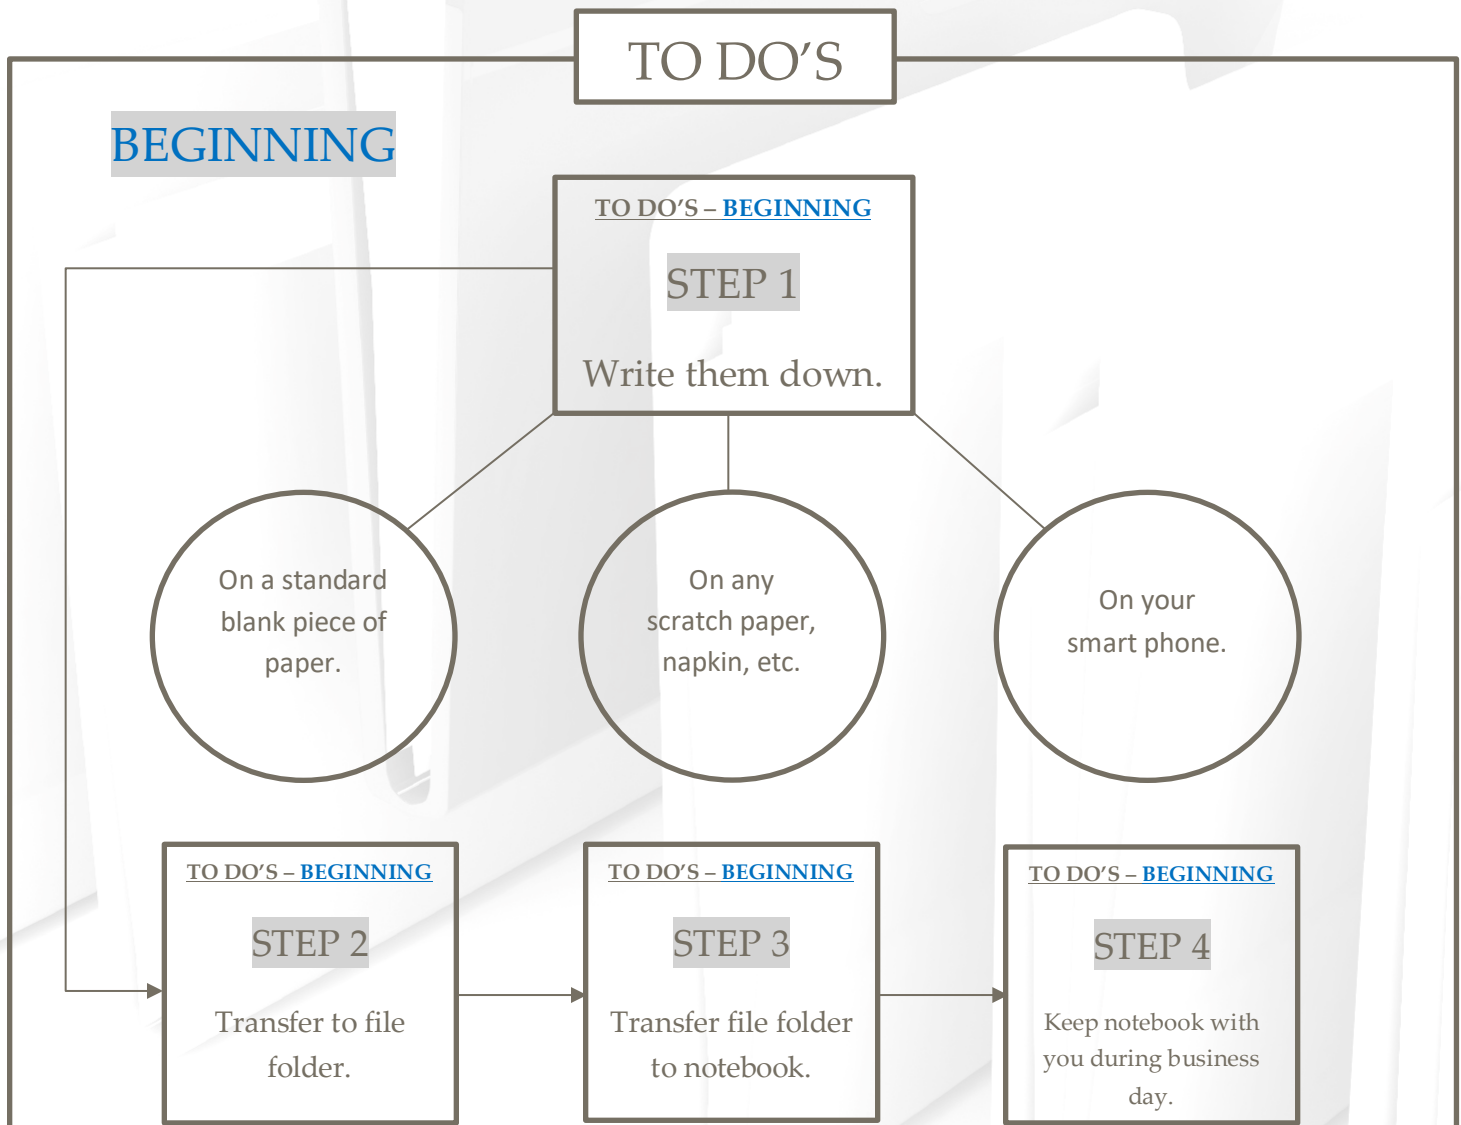 TO DO’S
BEGINNING
TO DO’S – BEGINNING
STEP 1
Write them down.
On a standard
blank piece of
paper.
On any
scratch paper,
napkin, etc.
On your
smart phone.
TO DO’S – BEGINNING
STEP 2
Transfer to file
folder.
TO DO’S – BEGINNING
STEP 3
Transfer file folder
to notebook.
TO DO’S – BEGINNING
STEP 4
Keep notebook with
you during business
day.